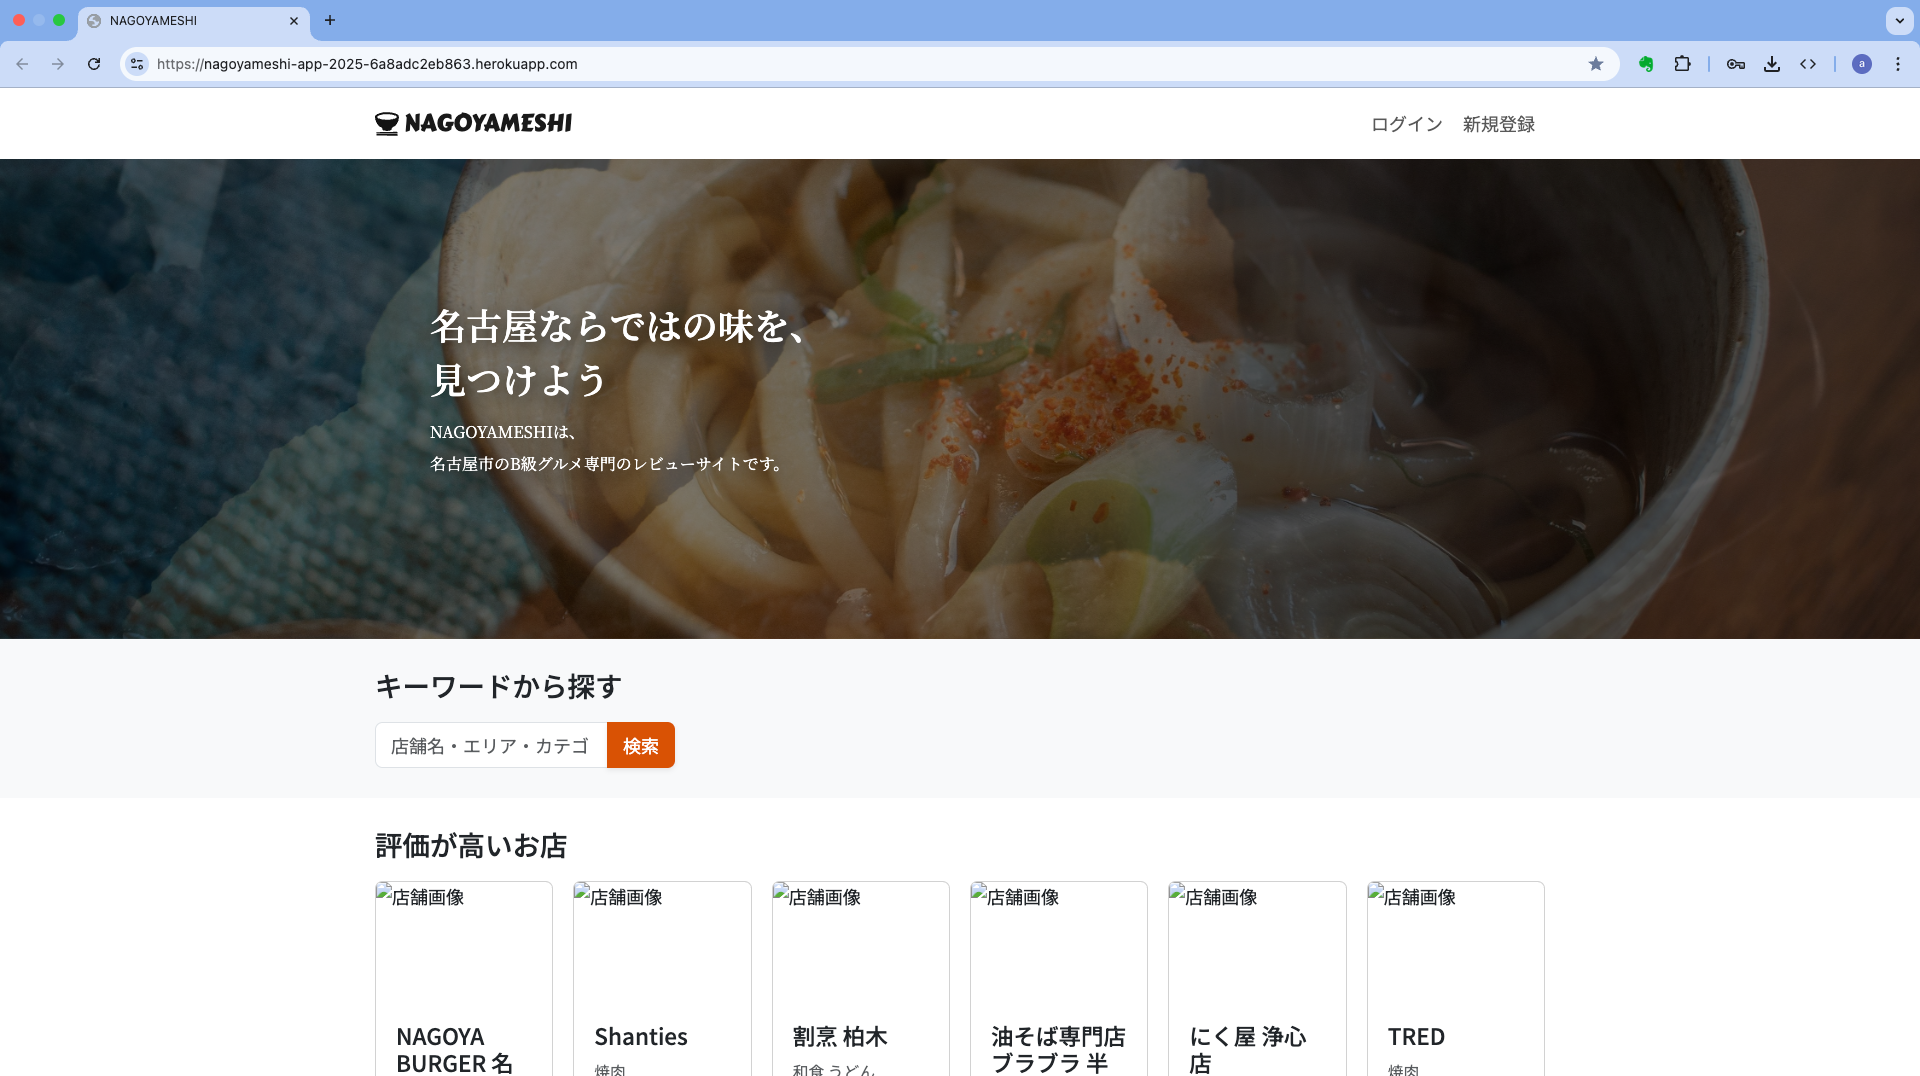 NAGOYAMESHI
https://nagoyameshi-app-2025-6a8adc2eb863.herokuapp.com
a
NAGOYAMESHI
ログイン 新規登録
名古屋ならではの味を、
見つけよう
NAGOYAMESHIは、
名古屋市のB級グルメ専門のレビューサイトです。
キーワードから探す
店舗名・エリア・カテゴ 検索
評価が高いお店
店舗画像 店舗画像 店舗画像 店舗画像 店舗画像 店舗画像
NAGOYA
BURGER 名
Shanties
焼肉
割烹 柏木
和食 うどん
油そば専門店
ブラブラ 半
にく屋 浄心
店
TRED
焼肉